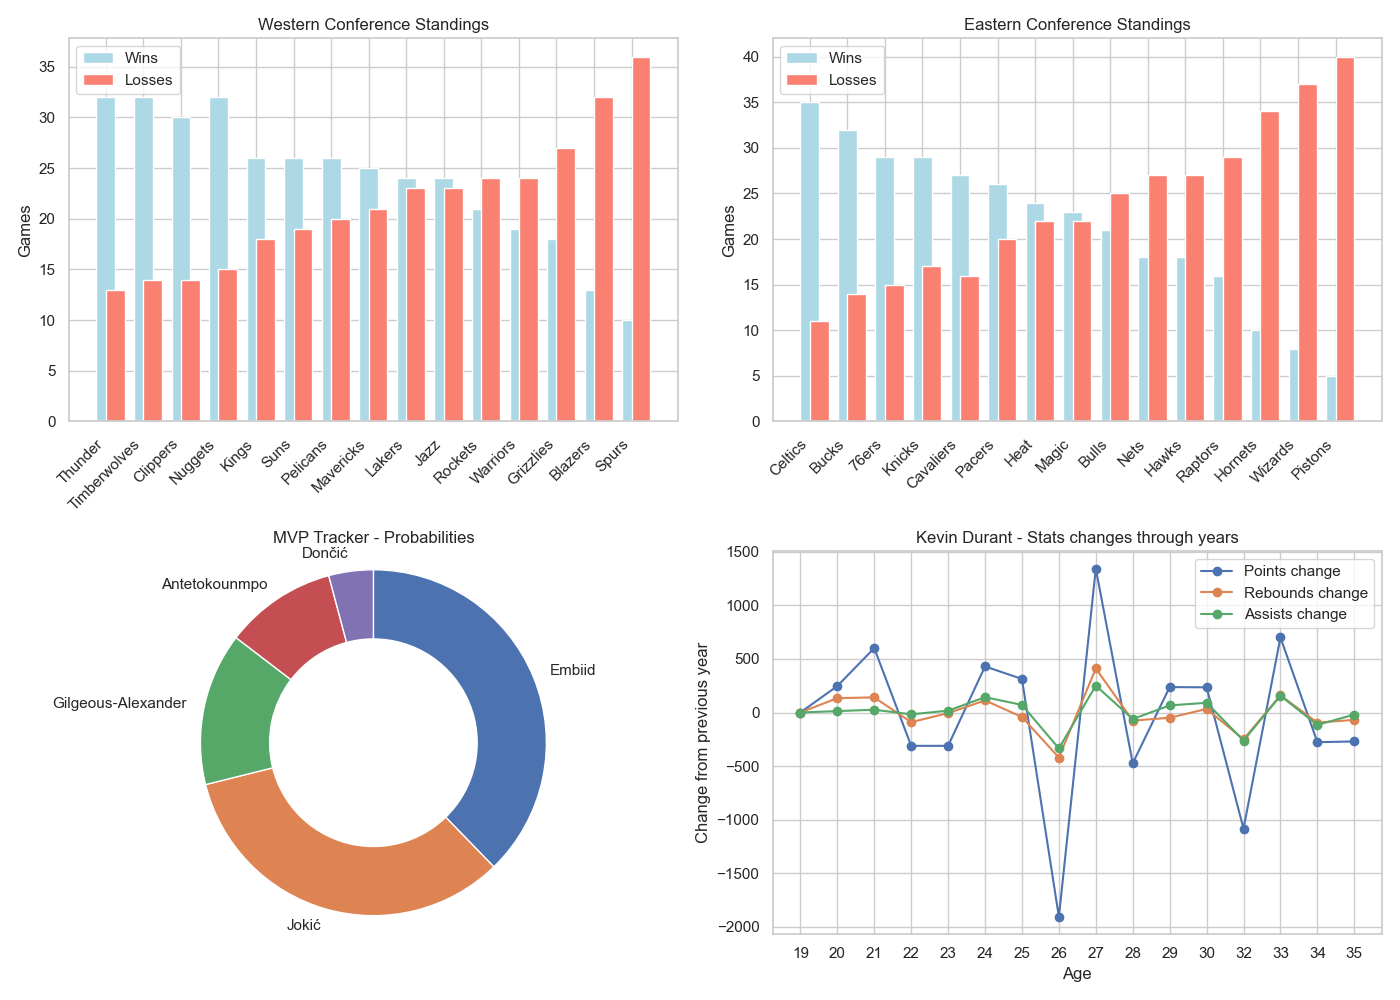 Western Conference Standings
Wins
Losses
Games
35
30
25
20
15
10
5
0
Thunder
Timberwolves
Clippers
Nuggets
Kings
Suns
Pelicans
Mavericks
Lakers
Jazz
Rockets
Warriors
Grizzlies
Blazers
Spurs
Eastern Conference Standings
Wins
Losses
Games
40
35
30
25
20
15
10
5
0
Celtics
Bucks
76ers
Knicks
Cavaliers
Pacers
Heat
Magic
Bulls
Nets
Hawks
Raptors
Hornets
Wizards
Pistons
MVP Tracker - Probabilities
Dončić
Antetokounmpo
Embiid
Gilgeous-Alexander
Jokić
Kevin Durant - Stats changes through years
Points change
Rebounds change
Assists change
Change from previous year
1500
1000
500
0
−500
−1000
−1500
−2000
19 20 21 22 23 24 25 26 27 28 29 30 32 33 34 35
Age